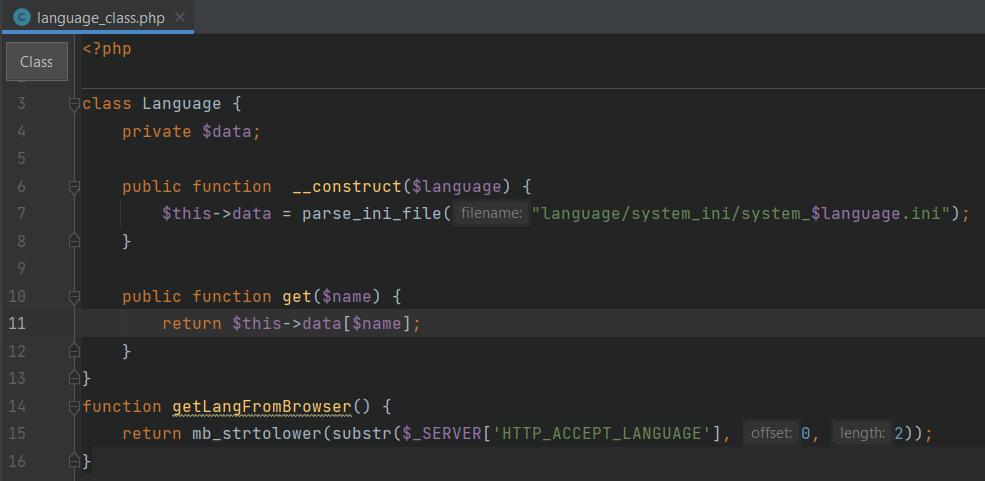 C language_class.php ×
<?php
Class
3 class Language {
4 private $data;
5
6 public function  __construct($language) {
7 $this->data = parse_ini_file( filename: "language/system_ini/system_$language.ini");
8 }
9
10 public function get($name) {
11 return $this->data[$name];
12 }
13 }
14 function getLangFromBrowser() {
15 return mb_strtolower(substr($_SERVER['HTTP_ACCEPT_LANGUAGE'], offset: 0, length: 2));
16 }